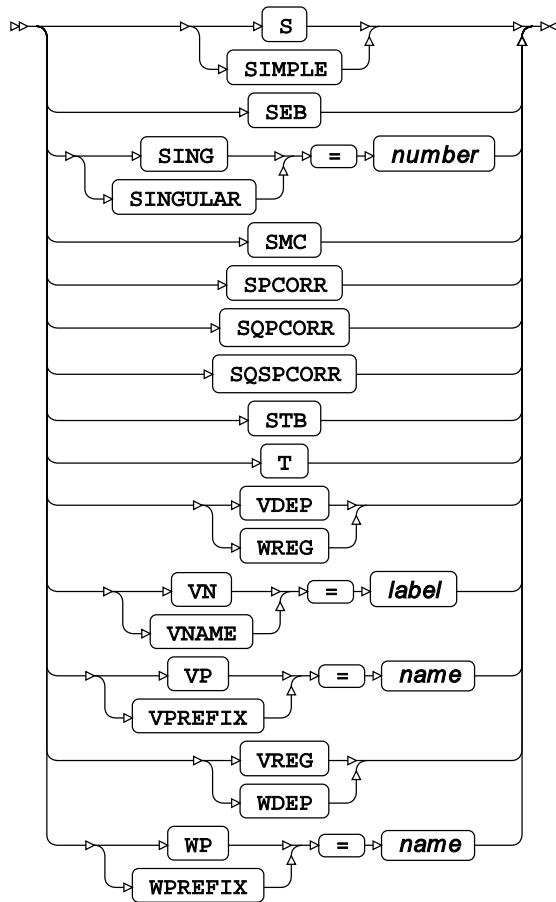 S
SIMPLE
SEB
SING = number
SINGULAR
SMC
SPCORR
SQPCORR
SQSPCORR
STB
T
VDEP
WREG
VN = label
VNAME
VP = name
VPREFIX
VREG
WDEP
WP = name
WPREFIX